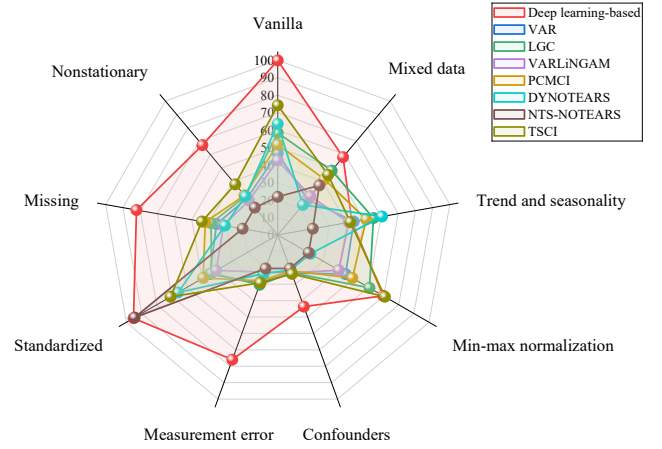 Vanilla
Mixed data
Trend and seasonality
Min-max normalization
Confounders
Measurement error
Standardized
Missing
Nonstationary
100
90
80
70
60
50
30
Deep learning-based
VAR
LGC
VARLiNGAM
PCMCI
DYNOTEARS
NTS-NOTEARS
TSCI